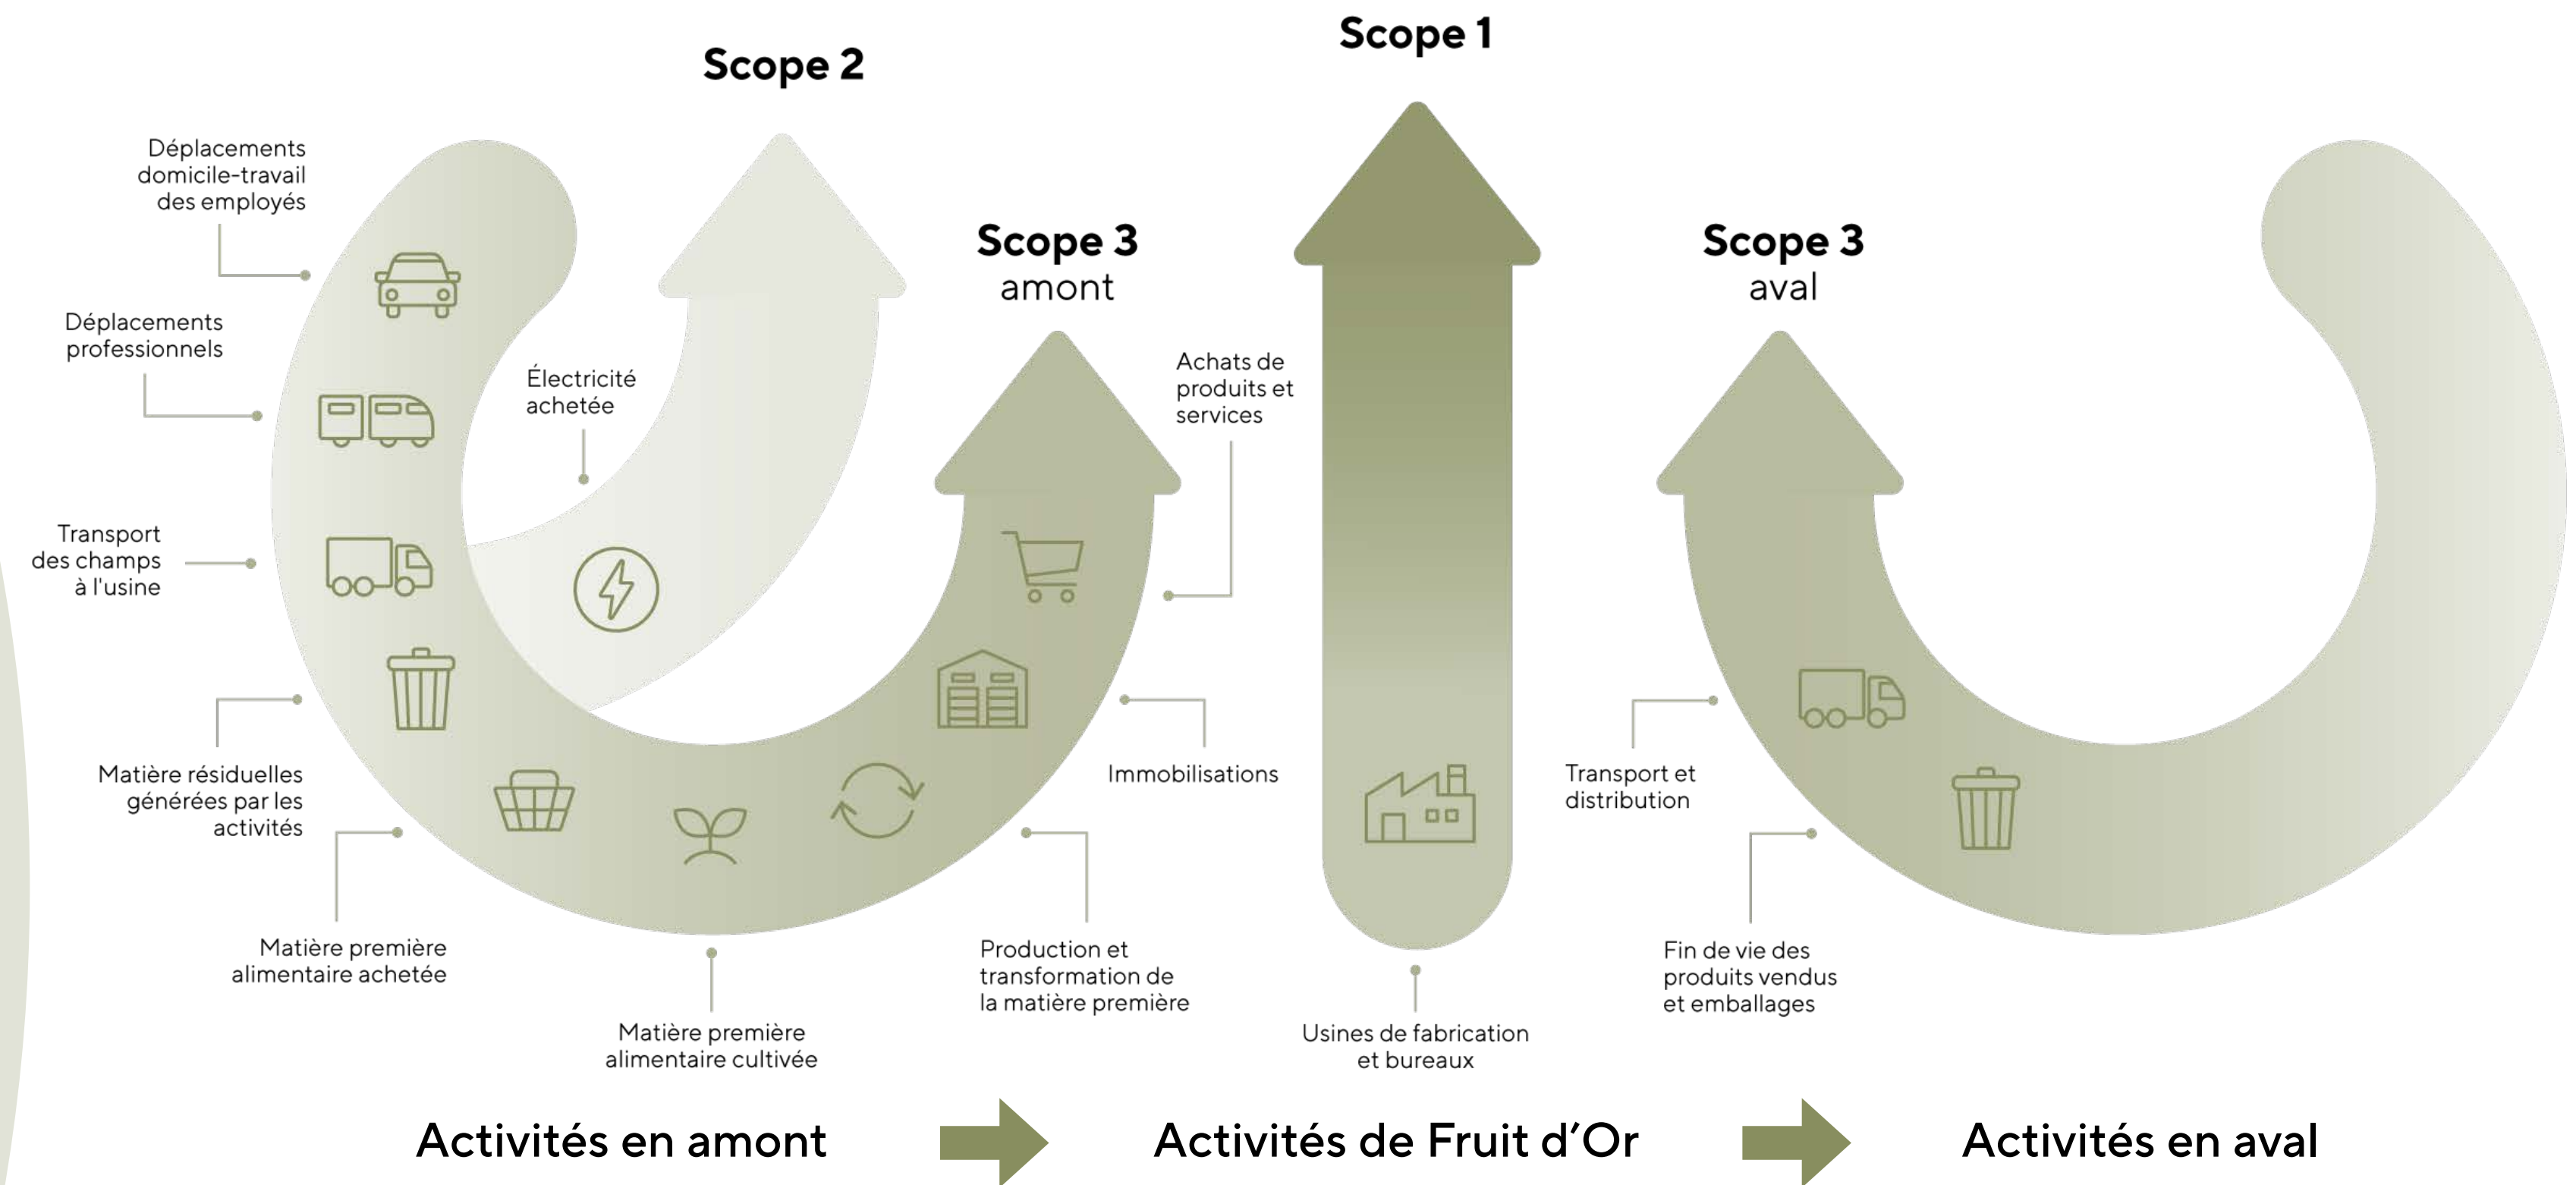 Scope 2
Scope 1
Scope 3
amont
Scope 3
aval
Déplacements
domicile-travail
des employés
Déplacements
professionnels
Transport
des champs
à l'usine
Matière résiduelles
générées par les
activités
Matière première
alimentaire achetée
Matière première
alimentaire cultivée
Production et
transformation de
la matière première
Immobilisations
Achats de
produits et
services
Électricité
achetée
Usines de fabrication
et bureaux
Transport et
distribution
Fin de vie des
produits vendus
et emballages
Activités en amont
Activités de Fruit d’Or
Activités en aval